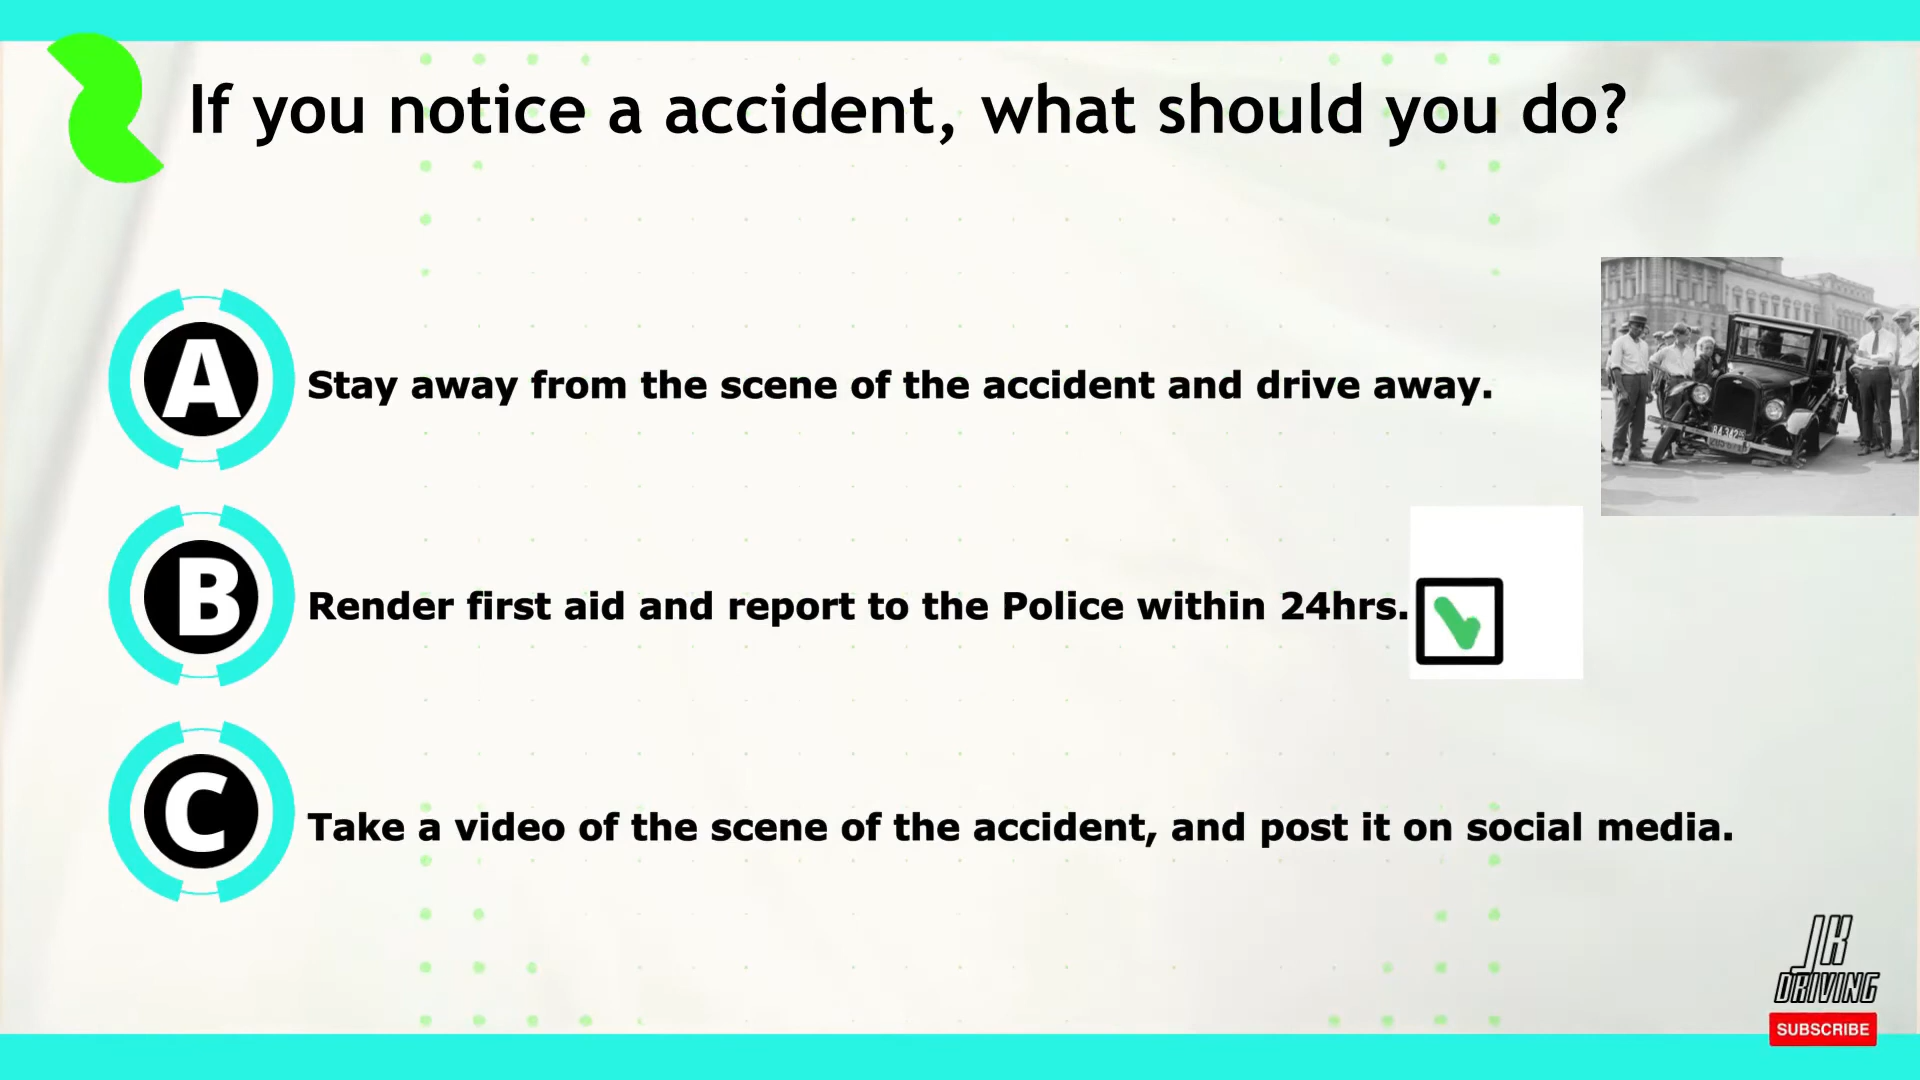 If you notice a accident, what should you do?
A
Stay away from the scene of the accident and drive away.
B
Render first aid and report to the Police within 24hrs.
C
Take a video of the scene of the accident, and post it on social media.
JK
DRIVING
SUBSCRIBE